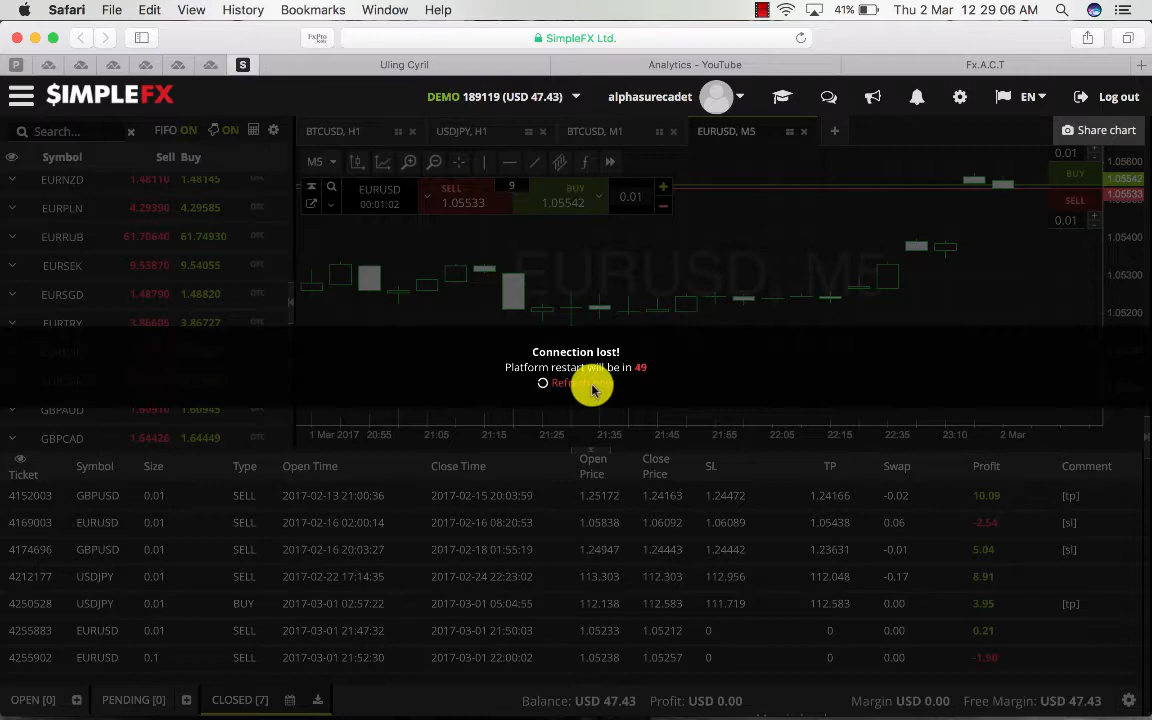 Safari File Edit View History Bookmarks Window Help 41% Thu 2 Mar 12:29:06 AM
FxPro SimpleFX Ltd.
P S Uling Cyril Analytics - YouTube Fx.A.C.T
$IMPLEFX DEMO 189119 (USD 47.43) alphasurecadet EN Log out
Search... FIFO ON ON BTCUSD, H1 USDJPY, H1 BTCUSD, M1 EURUSD, M5 Share chart
Symbol Sell Buy M5 0.01 1.05600
EURNZD 1.48110 1.48145 BUY 1.05542
EURUSD 00:01:02 SELL 1.05533 9 BUY 1.05542 0.01 SELL 1.05533
EURPLN 4.29390 4.29585 0.01
EURRUB 61.70640 61.74930 1.05400
EURSEK 9.53870 9.54055 EURUSD, M5 1.05300
EURSGD 1.48790 1.48820
EURTRY 3.86605 3.86727 1.05200
Connection lost!
Platform restart will be in 49
GBPAUD 1.60910 1.60945
GBPCAD 1.64426 1.64449 1 Mar 2017 20:55 21:05 21:15 21:25 21:35 21:45 21:55 22:05 22:15 22:35 23:10 2 Mar
Ticket Symbol Size Type Open Time Close Time Open Price Close Price SL TP Swap Profit Comment
4152003 GBPUSD 0.01 SELL 2017-02-13 21:00:36 2017-02-15 20:03:59 1.25172 1.24163 1.24472 1.24166 -0.02 10.09 [tp]
4169003 EURUSD 0.01 SELL 2017-02-16 02:00:14 2017-02-16 08:20:53 1.05838 1.06092 1.06089 1.05438 0.06 -2.54 [sl]
4174696 GBPUSD 0.01 SELL 2017-02-16 20:03:27 2017-02-18 01:55:19 1.24947 1.24443 1.24442 1.23631 -0.01 5.04 [sl]
4212177 USDJPY 0.01 SELL 2017-02-22 17:14:35 2017-02-24 22:23:02 113.303 112.303 112.956 112.048 -0.17 8.91
4250528 USDJPY 0.01 BUY 2017-03-01 02:57:22 2017-03-01 05:04:55 112.138 112.583 111.719 112.583 0.00 3.95 [tp]
4255883 EURUSD 0.01 SELL 2017-03-01 21:47:32 2017-03-01 21:50:03 1.05233 1.05212 0 0 0.00 0.21
4255902 EURUSD 0.1 SELL 2017-03-01 21:52:30 2017-03-01 22:00:02 1.05238 1.05257 0 0 0.00 -1.90
OPEN [0] PENDING [0] CLOSED [7] Balance: USD 47.43 Profit: USD 0.00 Margin USD 0.00 Free Margin: USD 47.43